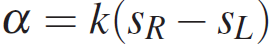 α = k(s_R − s_L)